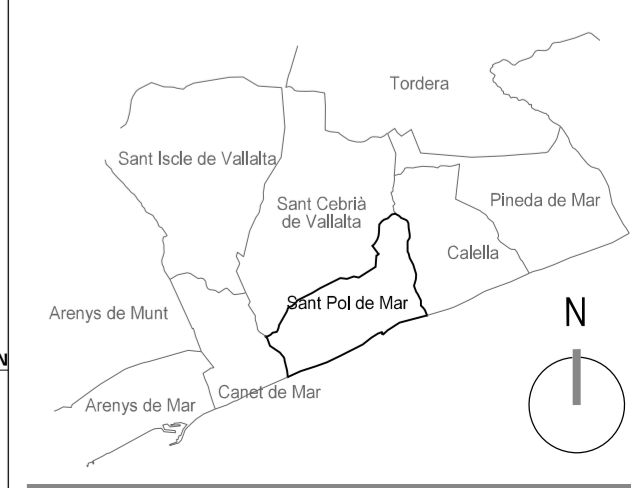 Tordera
Sant Iscle de Vallalta
Sant Cebrià
de Vallalta
Pineda de Mar
Calella
Sant Pol de Mar
Arenys de Munt
N
N
Canet de Mar
Arenys de Mar